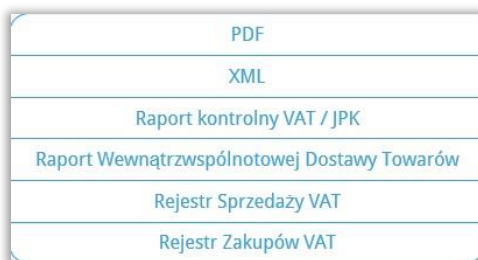 PDF
XML
Raport kontrolny VAT / JPK
Raport Wewnątrzwspólnotowej Dostawy Towarów
Rejestr Sprzedaży VAT
Rejestr Zakupów VAT